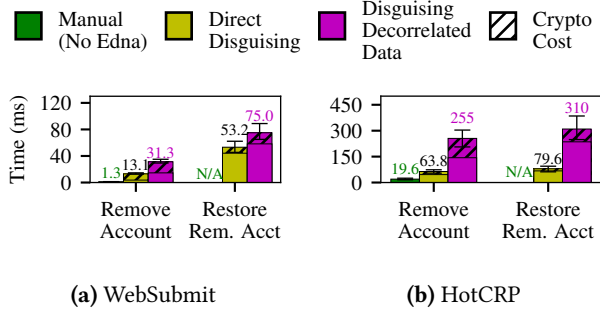 Manual
(No Edna)
Direct
Disguising
Disguising
Decorrelated
Data
Crypto
Cost
Time (ms)
120
80
40
0
1.3
13.1
31.3
N/A
53.2
75.0
Remove
Account
Restore
Rem. Acct
(a) WebSubmit
450
300
150
0
19.6
63.8
255
N/A
79.6
310
Remove
Account
Restore
Rem. Acct
(b) HotCRP